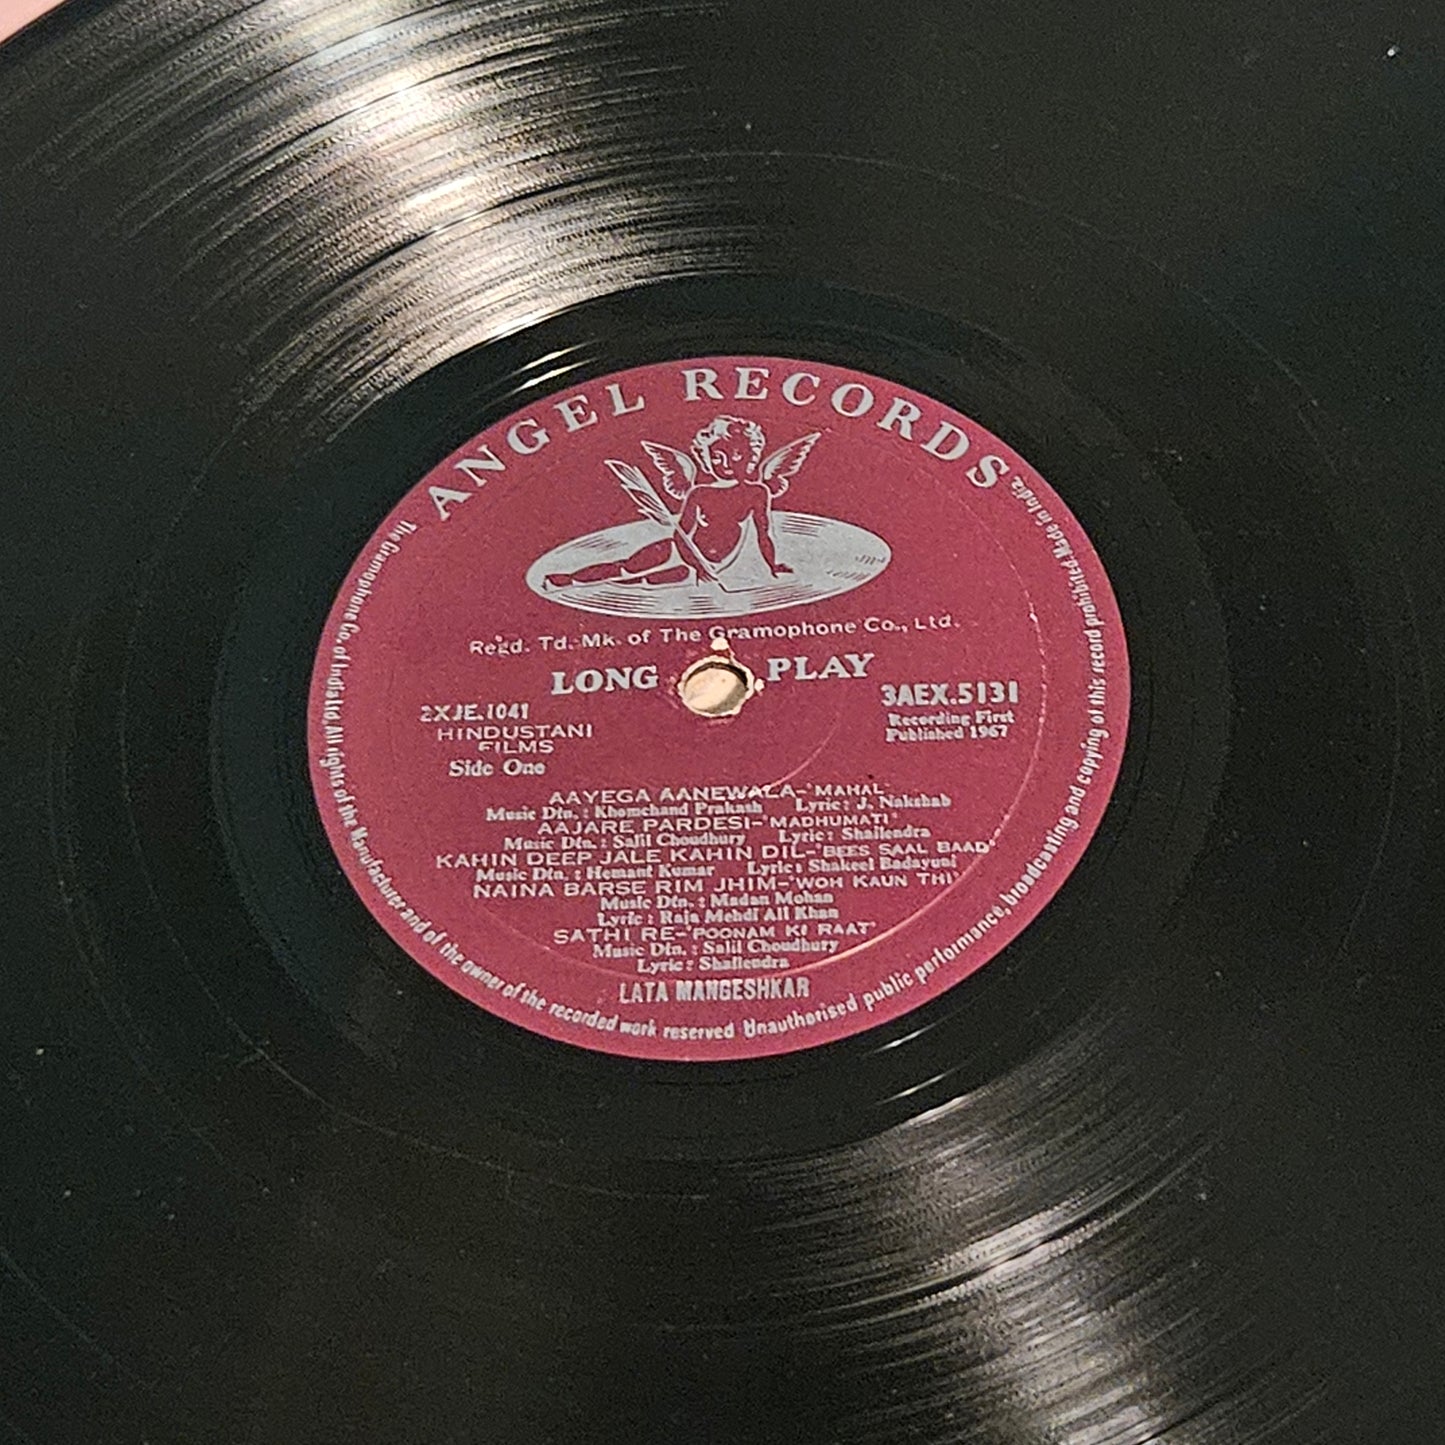 ANGEL RECORDS
Regd. Td. Mk. of The Gramophone Co., Ltd.
LONG PLAY
2XJE.1041
3AEX.5131
HINDUSTANI
FILMS
Recording First
Published 1967
Side One
AAYEGA AANEWALA-'MAHAL'
Music Dtn. : Khomchand Prakash Lyric : J. Nakshab
AAJARE PARDESI-'MADHUMATI'
Music Dtn. : Salil Choudhury Lyric : Shailendra
KAHIN DEEP JALE KAHIN DIL-'BEES SAAL BAAD'
Music Dtn. : Hemant Kumar Lyric : Shakeel Badayuni
NAINA BARSE RIM JHIM-'WOH KAUN THI'
Music Dtn. : Madan Mohan
Lyric : Raja Mehdi Ali Khan
SATHI RE-'POONAM KI RAAT'
Music Dtn. : Salil Choudhury
Lyric : Shailendra
LATA MANGESHKAR
The Gramophone Co. of India Ltd. All rights of the Manufacturer and of the owner of the recorded work reserved Unauthorised public performance, broadcasting and copying of this record prohibited. Made in India.